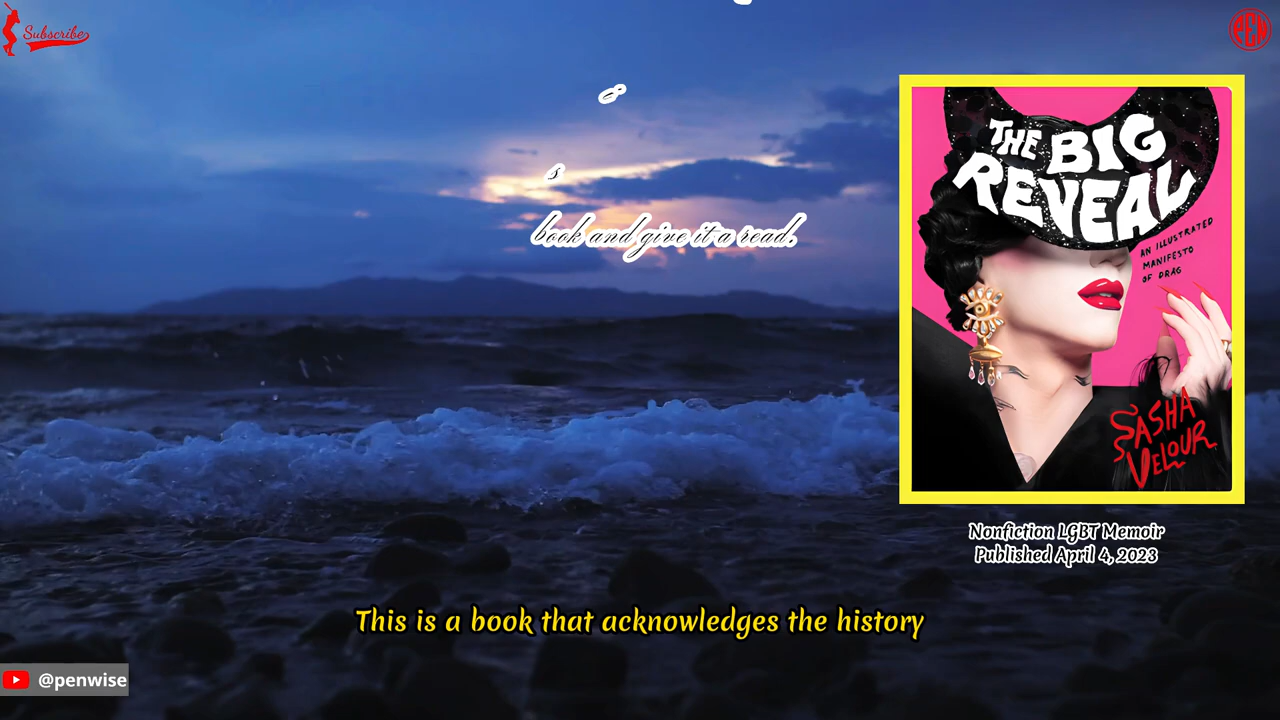 Subscribe
PEN
s
book and give it a read.
THE BIG
REVEAL
AN ILLUSTRATED
MANIFESTO
OF DRAG
SASHA
VELOUR
Nonfiction LGBT Memoir
Published April 4, 2023
This is a book that acknowledges the history
@penwise